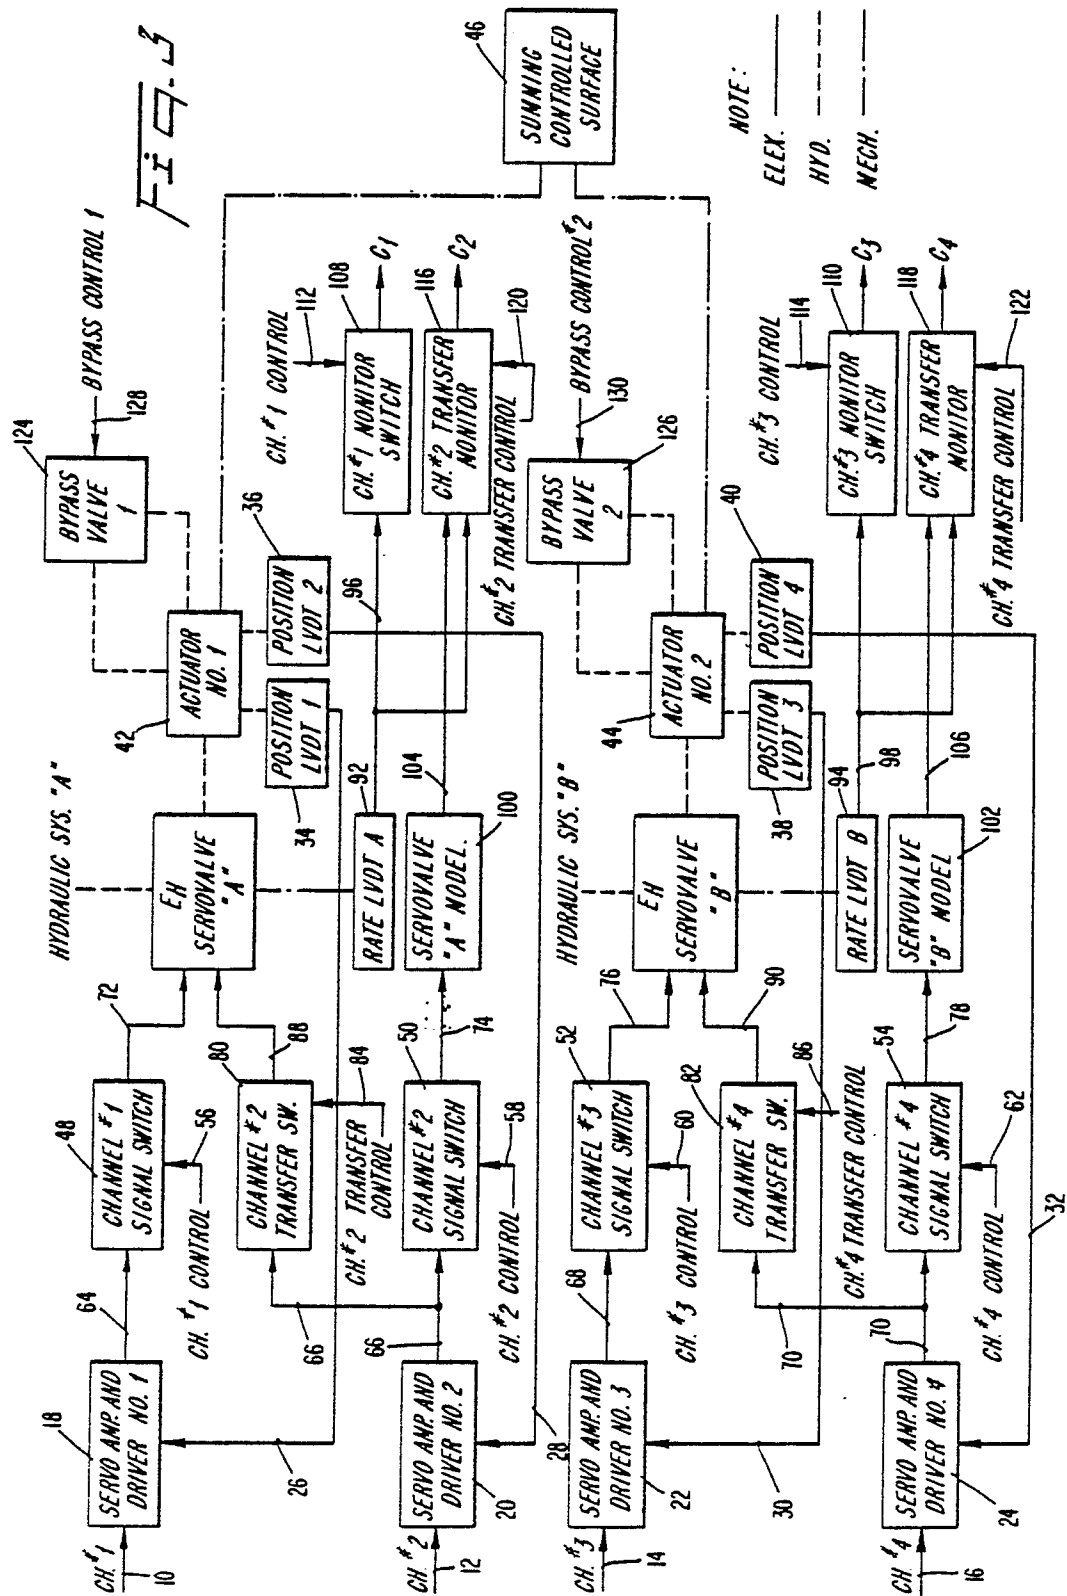 Fig. 3
CH.#1
10
18
SERVO AMP. AND
DRIVER NO. 1
26
64
CH.#1 CONTROL
56
48
CHANNEL #1
SIGNAL SWITCH
72
HYDRAULIC SYS. "A"
EH
SERVOVALVE
"A"
42
ACTUATOR
NO. 1
124
BYPASS
VALVE
1
128
BYPASS CONTROL 1
80
CHANNEL #2
TRANSFER SW.
88
84
CH.#2 TRANSFER
CONTROL
34
POSITION
LVDT 1
36
POSITION
LVDT 2
46
SUMMING
CONTROLLED
SURFACE
CH.#1 CONTROL
112
108
CH.#1 MONITOR
SWITCH
C1
92
RATE LVDT A
96
CH.#2
12
20
SERVO AMP. AND
DRIVER NO. 2
28
66
66
CH.#2 CONTROL
58
50
CHANNEL #2
SIGNAL SWITCH
74
SERVOVALVE
"A" MODEL.
100
104
116
CH.#2 TRANSFER
MONITOR
C2
120
CH.#2 TRANSFER CONTROL
CH.#3
14
22
SERVO AMP. AND
DRIVER NO. 3
30
68
CH.#3 CONTROL
60
52
CHANNEL #3
SIGNAL SWITCH
76
HYDRAULIC SYS. "B"
EH
SERVOVALVE
"B"
44
ACTUATOR
NO. 2
126
BYPASS
VALVE
2
130
BYPASS CONTROL #2
82
CHANNEL #4
TRANSFER SW.
90
86
CH.#4 TRANSFER CONTROL
38
POSITION
LVDT 3
40
POSITION
LVDT 4
CH.#3 CONTROL
114
110
CH.#3 MONITOR
SWITCH
C3
94
RATE LVDT B
98
CH.#4
16
24
SERVO AMP. AND
DRIVER NO. 4
32
70
70
CH.#4 CONTROL
62
54
CHANNEL #4
SIGNAL SWITCH
78
SERVOVALVE
"B" MODEL
102
106
118
CH.#4 TRANSFER
MONITOR
C4
122
CH.#4 TRANSFER CONTROL
NOTE:
ELEX.
HYD.
MECH.